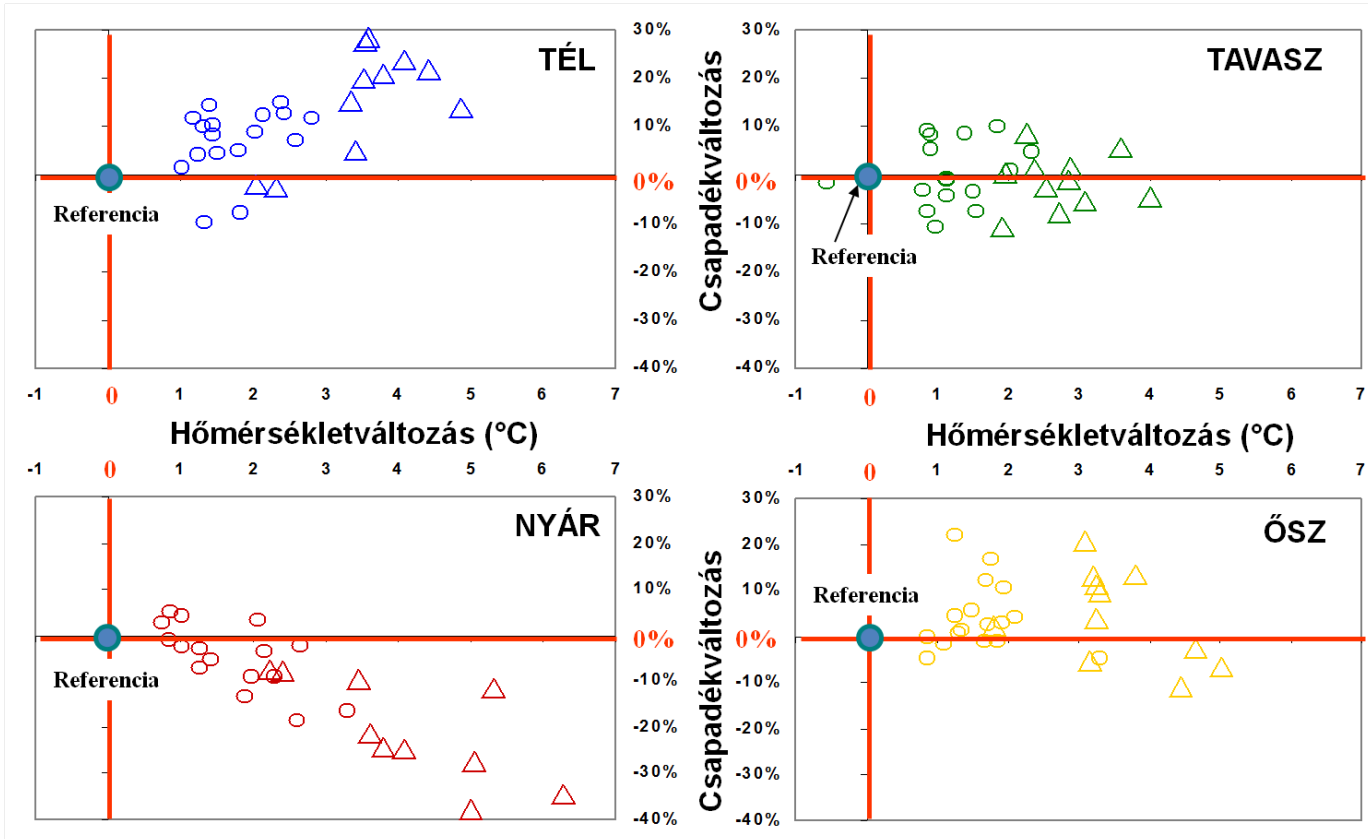 TÉL
30%
20%
10%
0%
-10%
-20%
-30%
-40%
Referencia
-1 0 1 2 3 4 5 6 7
Hőmérsékletváltozás (°C)
Csapadékváltozás
TAVASZ
30%
20%
10%
0%
-10%
-20%
-30%
-40%
Referencia
-1 0 1 2 3 4 5 6 7
Hőmérsékletváltozás (°C)
-1 0 1 2 3 4 5 6 7
NYÁR
30%
20%
10%
0%
-10%
-20%
-30%
-40%
Referencia
Csapadékváltozás
-1 0 1 2 3 4 5 6 7
ŐSZ
30%
20%
10%
0%
-10%
-20%
-30%
-40%
Referencia